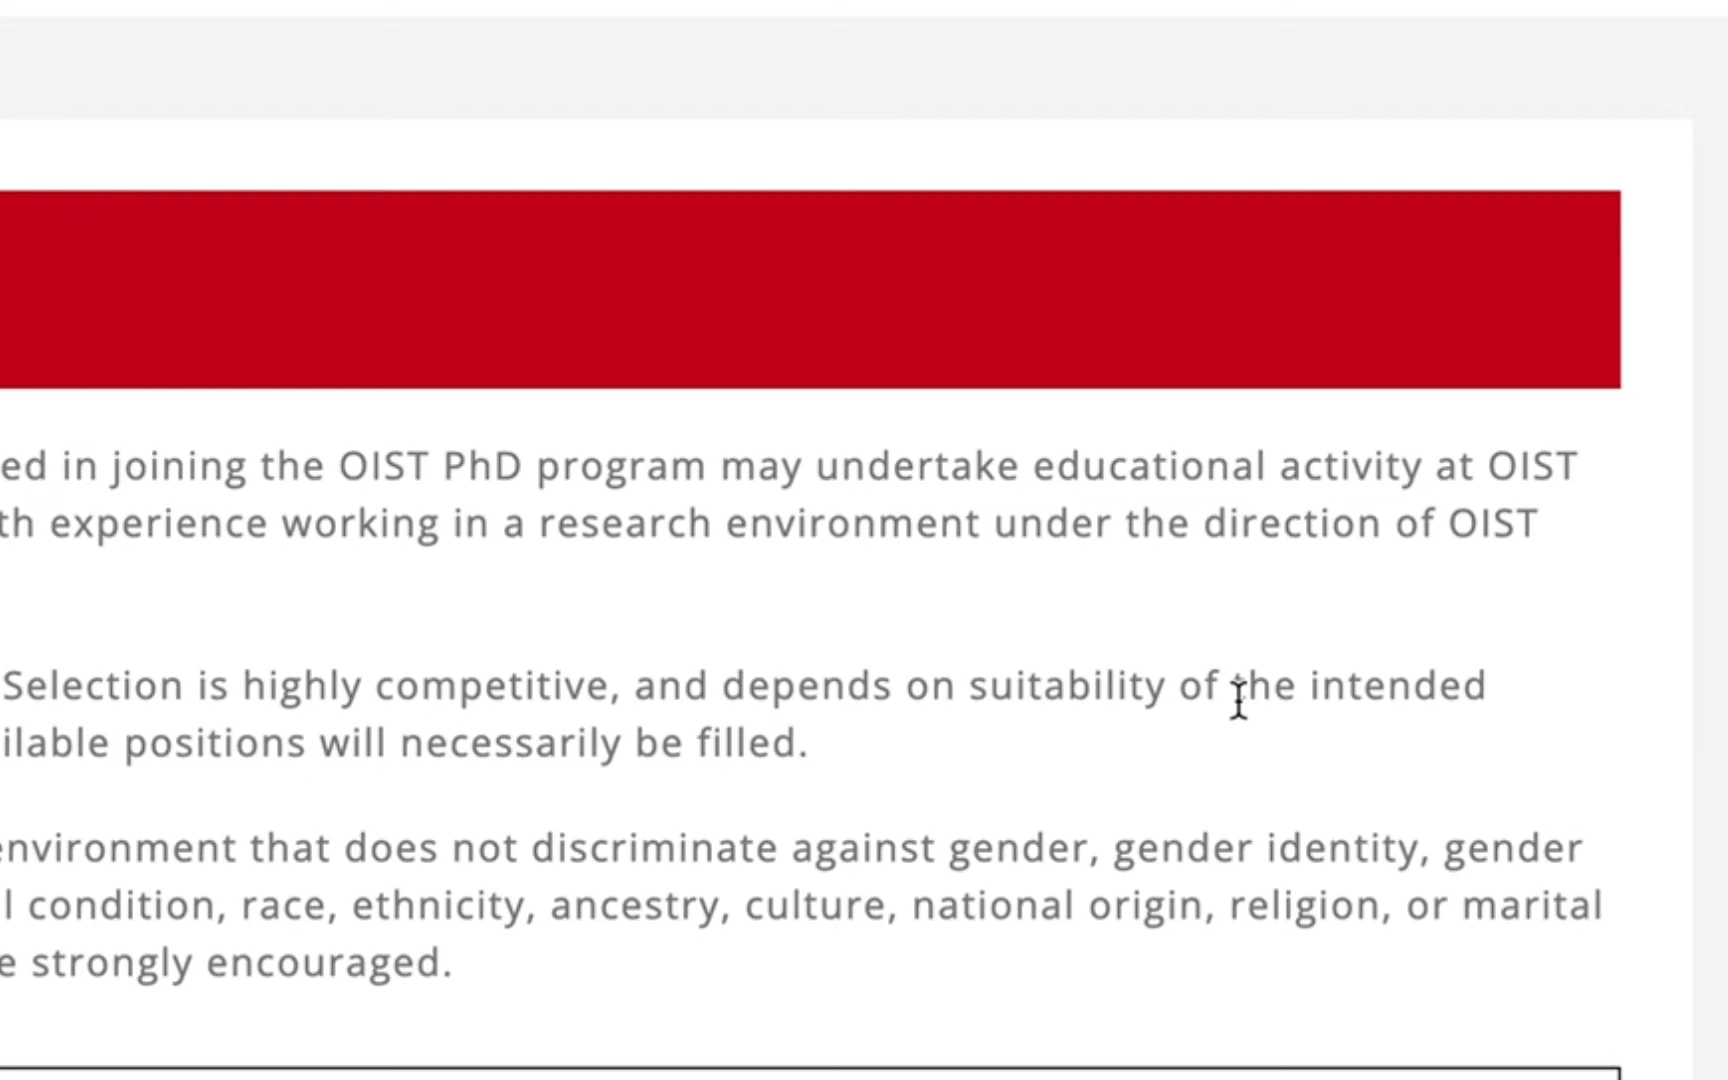 ed in joining the OIST PhD program may undertake educational activity at OIST
th experience working in a research environment under the direction of OIST
Selection is highly competitive, and depends on suitability of the intended
ilable positions will necessarily be filled.
environment that does not discriminate against gender, gender identity, gender
l condition, race, ethnicity, ancestry, culture, national origin, religion, or marital
e strongly encouraged.